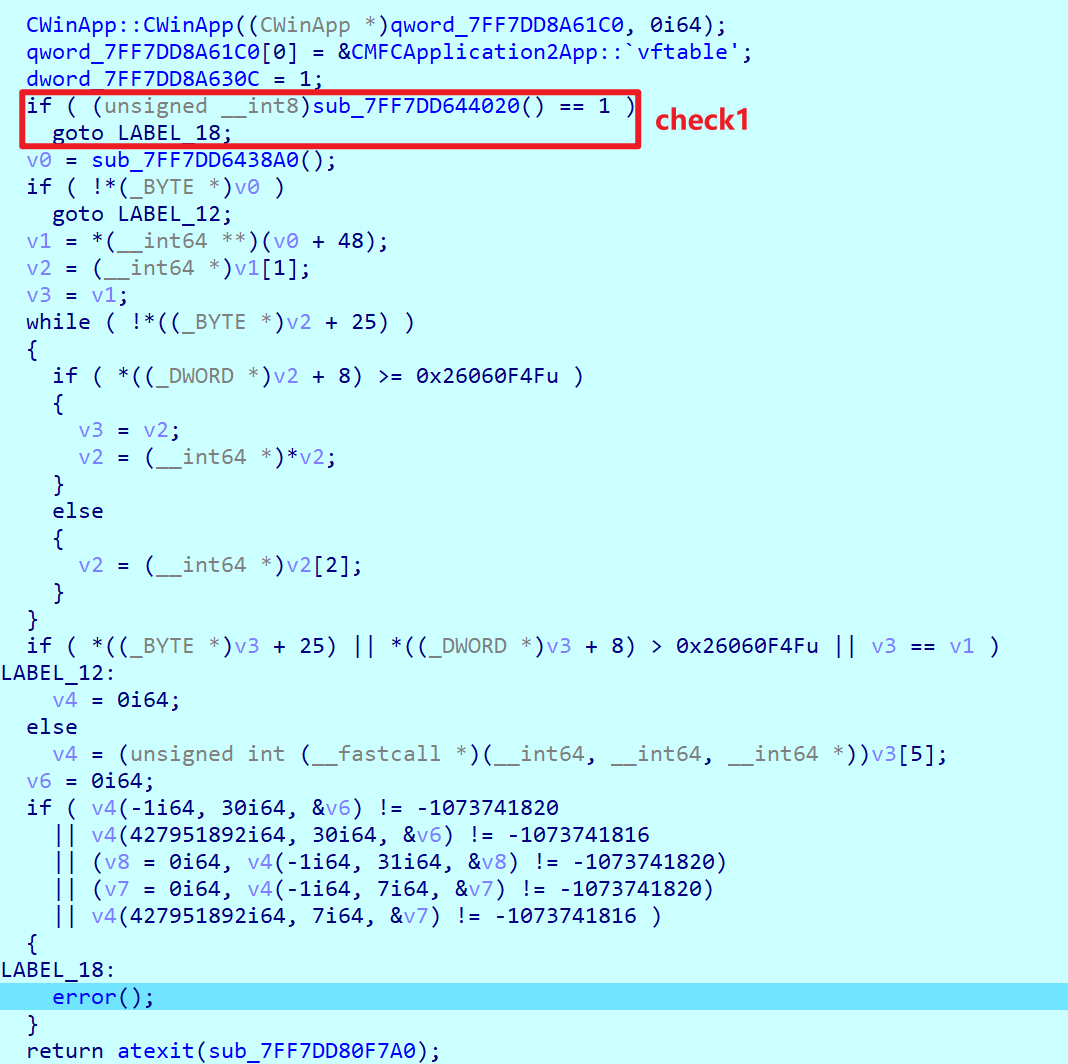 CWinApp::CWinApp((CWinApp *)qword_7FF7DD8A61C0, 0i64);
qword_7FF7DD8A61C0[0] = &CMFCApplication2App::`vftable';
dword_7FF7DD8A630C = 1;
if ( (unsigned __int8)sub_7FF7DD644020() == 1 )
check1
goto LABEL_18;
v0 = sub_7FF7DD6438A0();
if ( !*(_BYTE *)v0 )
goto LABEL_12;
v1 = *(__int64 **)(v0 + 48);
v2 = (__int64 *)v1[1];
v3 = v1;
while ( !*((_BYTE *)v2 + 25) )
{
if ( *((_DWORD *)v2 + 8) >= 0x26060F4Fu )
{
v3 = v2;
v2 = (__int64 *)*v2;
}
else
{
v2 = (__int64 *)v2[2];
}
}
if ( *((_BYTE *)v3 + 25) || *((_DWORD *)v3 + 8) > 0x26060F4Fu || v3 == v1 )
LABEL_12:
v4 = 0i64;
else
v4 = (unsigned int (__fastcall *)(__int64, __int64, __int64 *))v3[5];
v6 = 0i64;
if ( v4(-1i64, 30i64, &v6) != -1073741820
|| v4(427951892i64, 30i64, &v6) != -1073741816
|| (v8 = 0i64, v4(-1i64, 31i64, &v8) != -1073741820)
|| (v7 = 0i64, v4(-1i64, 7i64, &v7) != -1073741820)
|| v4(427951892i64, 7i64, &v7) != -1073741816 )
{
LABEL_18:
error();
}
return atexit(sub_7FF7DD80F7A0);